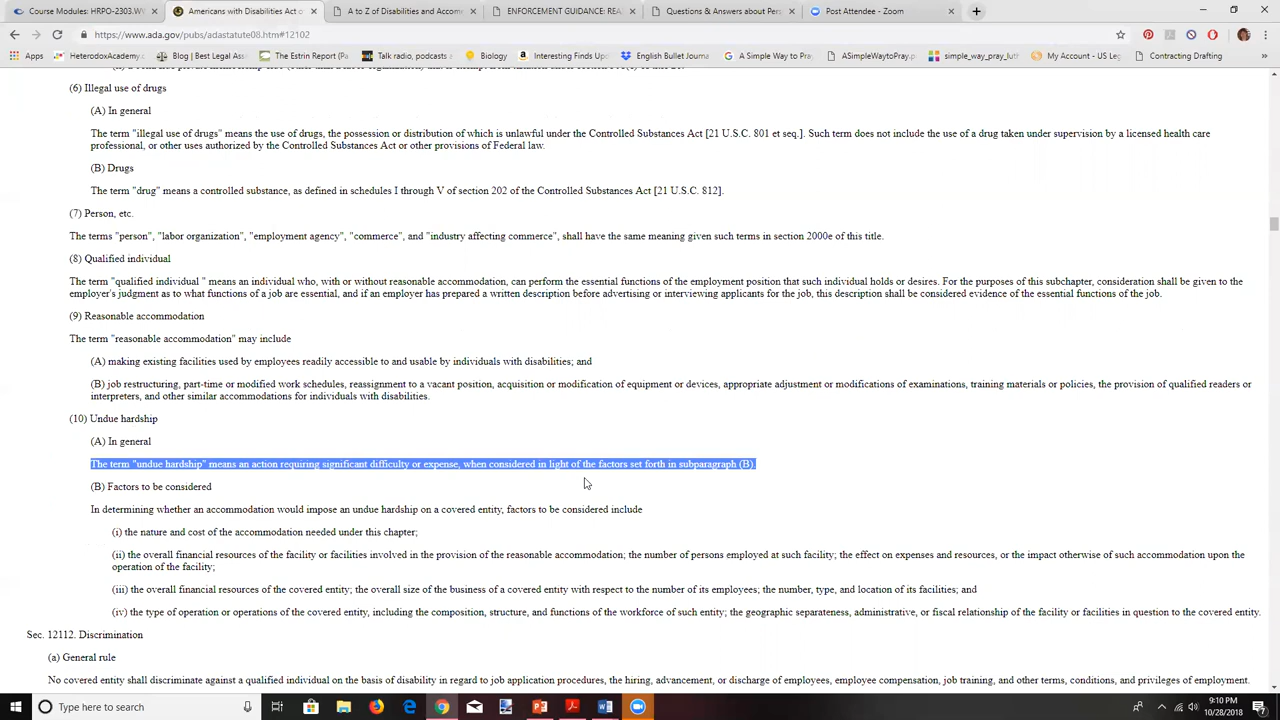 Course: HRPO-2303.WV
Americans with Disabilities Act o
A to Z of Disabilities and Accomm
ENFORCEMENT GUIDANCE: REA
Questions & Answers about Pers
Post Attendee - Zoom
https://www.ada.gov/pubs/adastatute08.htm#12102
Apps
HeterodoxAcademy.c
Blog | Best Legal Asse
The Estrin Report (Pa
Talk radio, podcasts a
Biology
Interesting Finds Upd
English Bullet Journal
A Simple Way to Pray
ASimpleWaytoPray.p
simple_way_pray_luth
My Account - US Leg
Contracting Drafting
(6) Illegal use of drugs
(A) In general
The term "illegal use of drugs" means the use of drugs, the possession or distribution of which is unlawful under the Controlled Substances Act [21 U.S.C. 801 et seq.]. Such term does not include the use of a drug taken under supervision by a licensed health care
professional, or other uses authorized by the Controlled Substances Act or other provisions of Federal law.
(B) Drugs
The term "drug" means a controlled substance, as defined in schedules I through V of section 202 of the Controlled Substances Act [21 U.S.C. 812].
(7) Person, etc.
The terms "person", "labor organization", "employment agency", "commerce", and "industry affecting commerce", shall have the same meaning given such terms in section 2000e of this title.
(8) Qualified individual
The term "qualified individual " means an individual who, with or without reasonable accommodation, can perform the essential functions of the employment position that such individual holds or desires. For the purposes of this subchapter, consideration shall be given to the
employer's judgment as to what functions of a job are essential, and if an employer has prepared a written description before advertising or interviewing applicants for the job, this description shall be considered evidence of the essential functions of the job.
(9) Reasonable accommodation
The term "reasonable accommodation" may include
(A) making existing facilities used by employees readily accessible to and usable by individuals with disabilities; and
(B) job restructuring, part-time or modified work schedules, reassignment to a vacant position, acquisition or modification of equipment or devices, appropriate adjustment or modifications of examinations, training materials or policies, the provision of qualified readers or
interpreters, and other similar accommodations for individuals with disabilities.
(10) Undue hardship
(A) In general
The term "undue hardship" means an action requiring significant difficulty or expense, when considered in light of the factors set forth in subparagraph (B).
(B) Factors to be considered
In determining whether an accommodation would impose an undue hardship on a covered entity, factors to be considered include
(i) the nature and cost of the accommodation needed under this chapter;
(ii) the overall financial resources of the facility or facilities involved in the provision of the reasonable accommodation; the number of persons employed at such facility; the effect on expenses and resources, or the impact otherwise of such accommodation upon the
operation of the facility;
(iii) the overall financial resources of the covered entity; the overall size of the business of a covered entity with respect to the number of its employees; the number, type, and location of its facilities; and
(iv) the type of operation or operations of the covered entity, including the composition, structure, and functions of the workforce of such entity; the geographic separateness, administrative, or fiscal relationship of the facility or facilities in question to the covered entity.
Sec. 12112. Discrimination
(a) General rule
No covered entity shall discriminate against a qualified individual on the basis of disability in regard to job application procedures, the hiring, advancement, or discharge of employees, employee compensation, job training, and other terms, conditions, and privileges of employment.
Type here to search
9:10 PM
10/28/2018